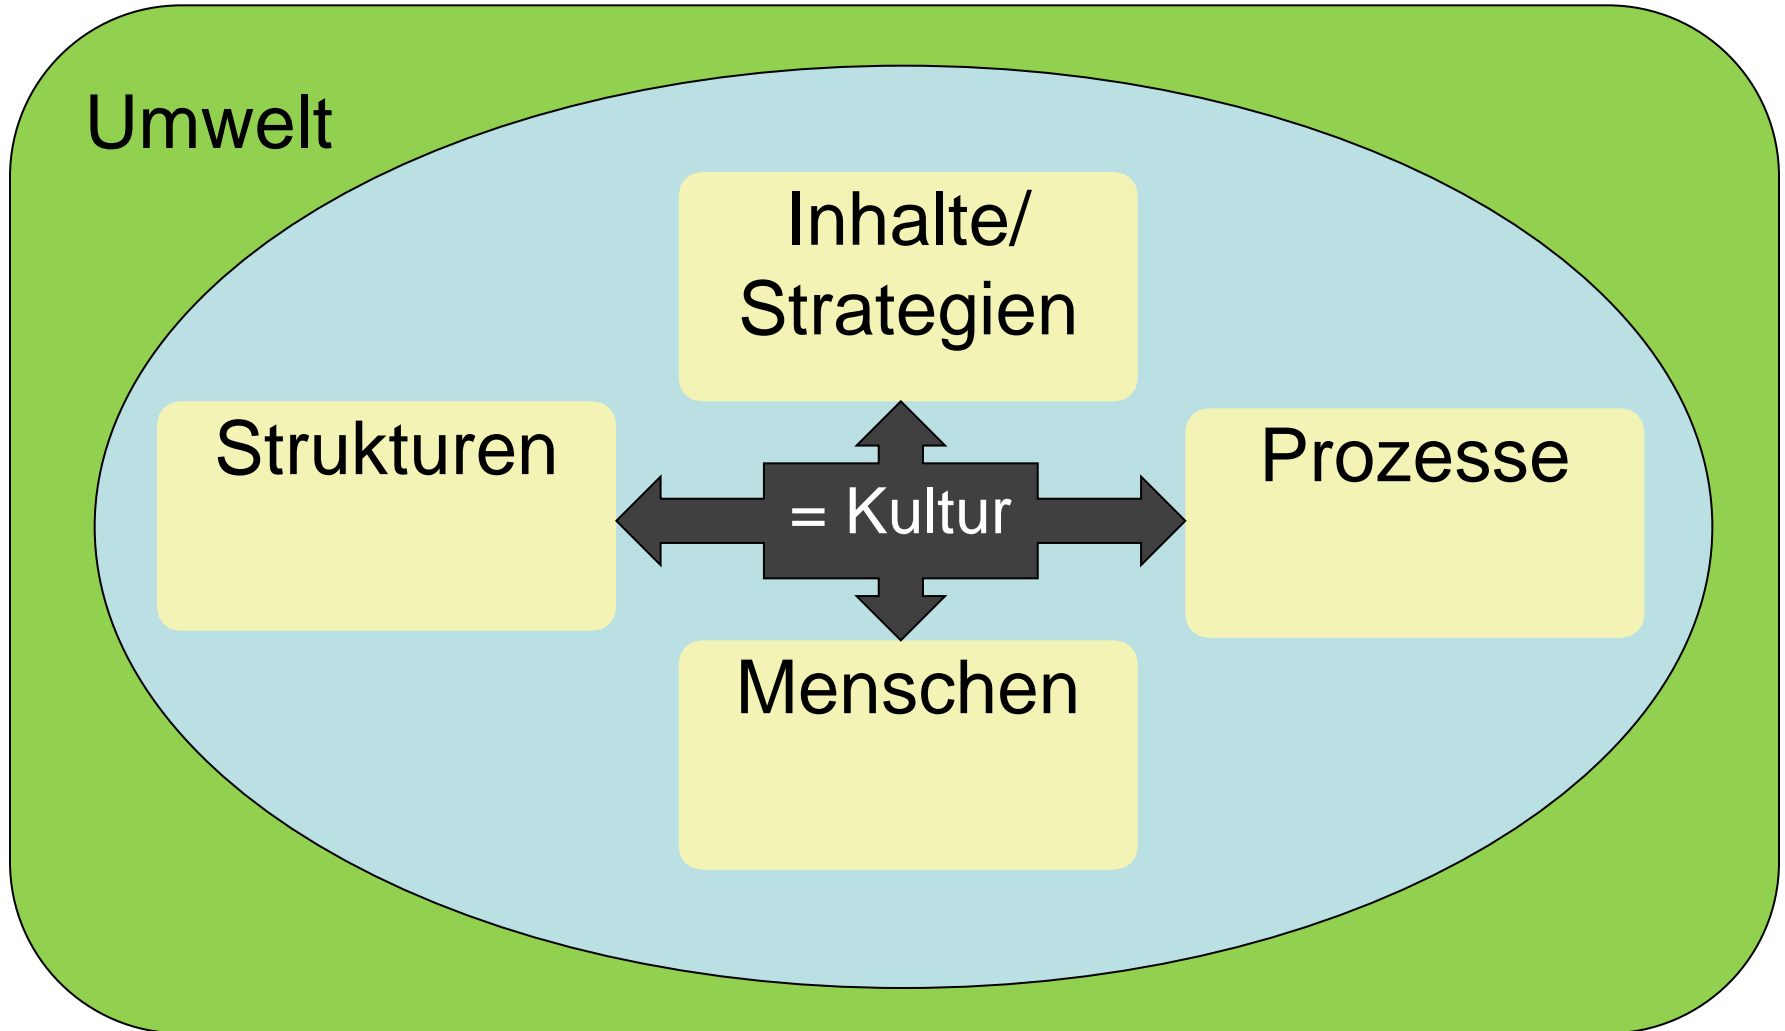 Umwelt
Inhalte/
Strategien
Strukturen
Prozesse
= Kultur
Menschen